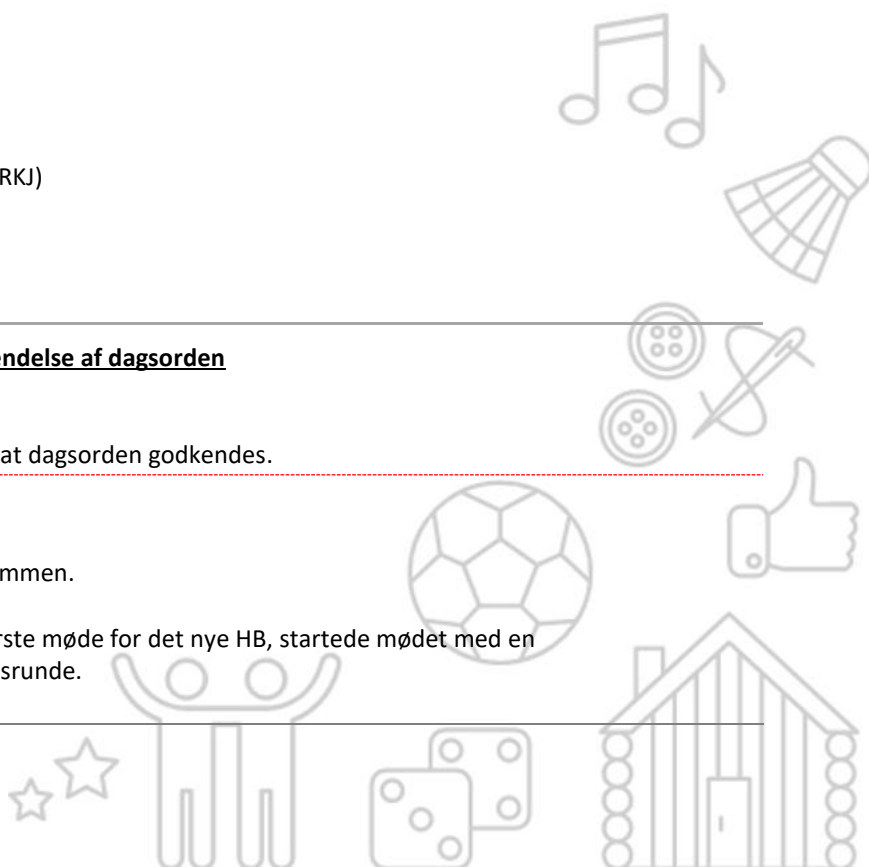 RKJ)
endelse af dagsorden
at dagsorden godkendes.
mmen.
rste møde for det nye HB, startede mødet med en
srunde.